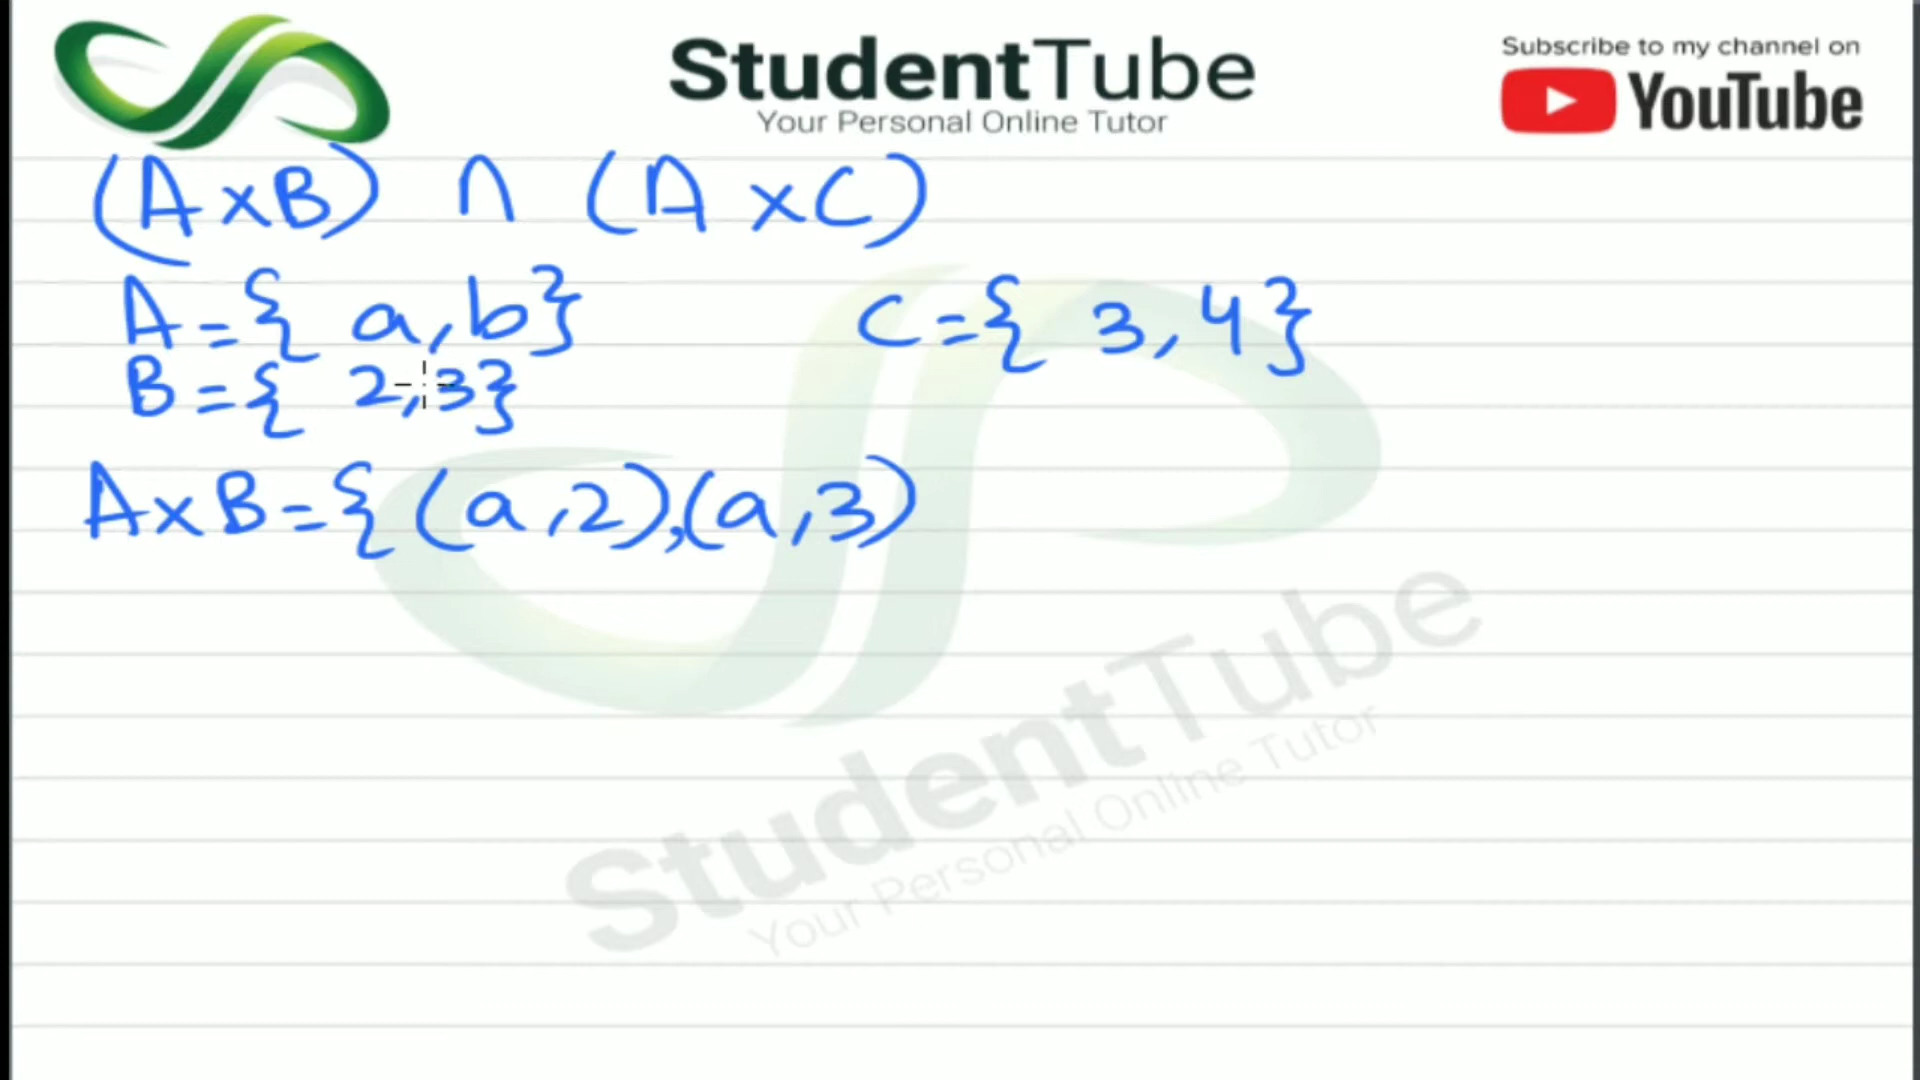 StudentTube
Your Personal Online Tutor
Subscribe to my channel on
YouTube
(A×B) ∩ (A×C)
A={ a,b} C={ 3,4}
B={ 2,3}
A×B={(a,2),(a,3)
StudentTube
Your Personal Online Tutor